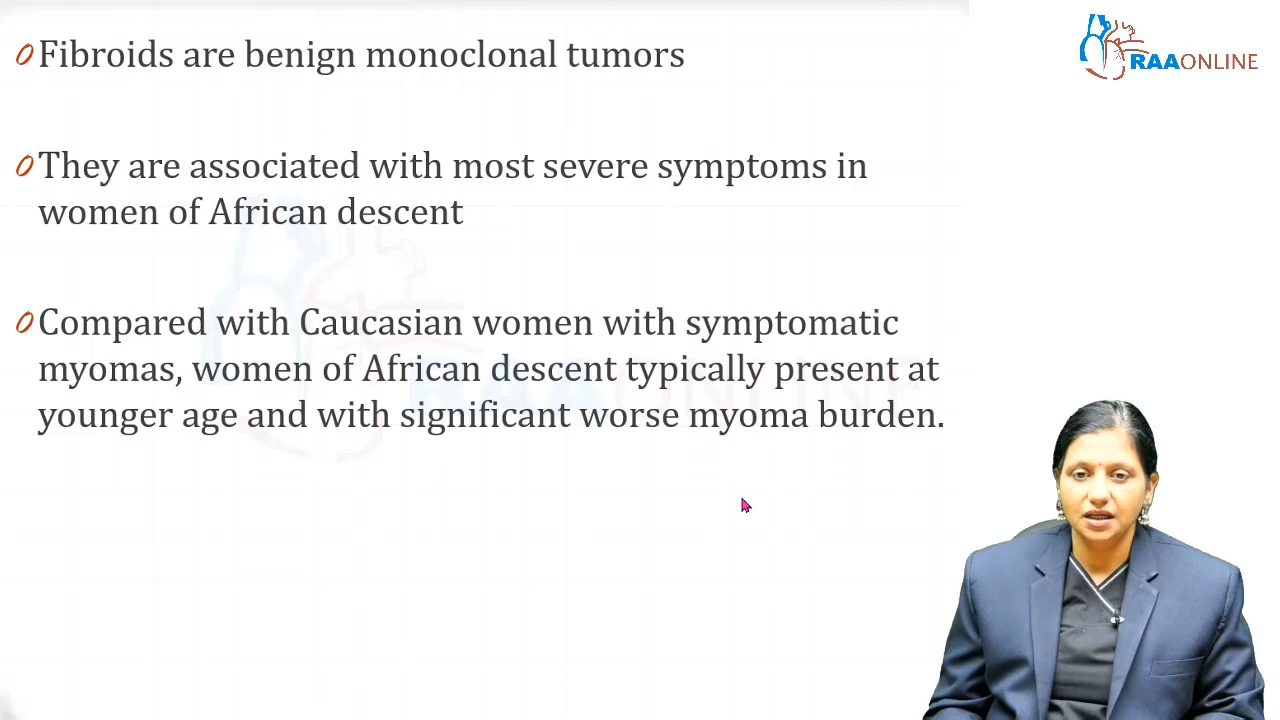 Fibroids are benign monoclonal tumors
They are associated with most severe symptoms in
women of African descent
Compared with Caucasian women with symptomatic
myomas, women of African descent typically present at
younger age and with significant worse myoma burden.
RAAONLINE
RAAONLINE